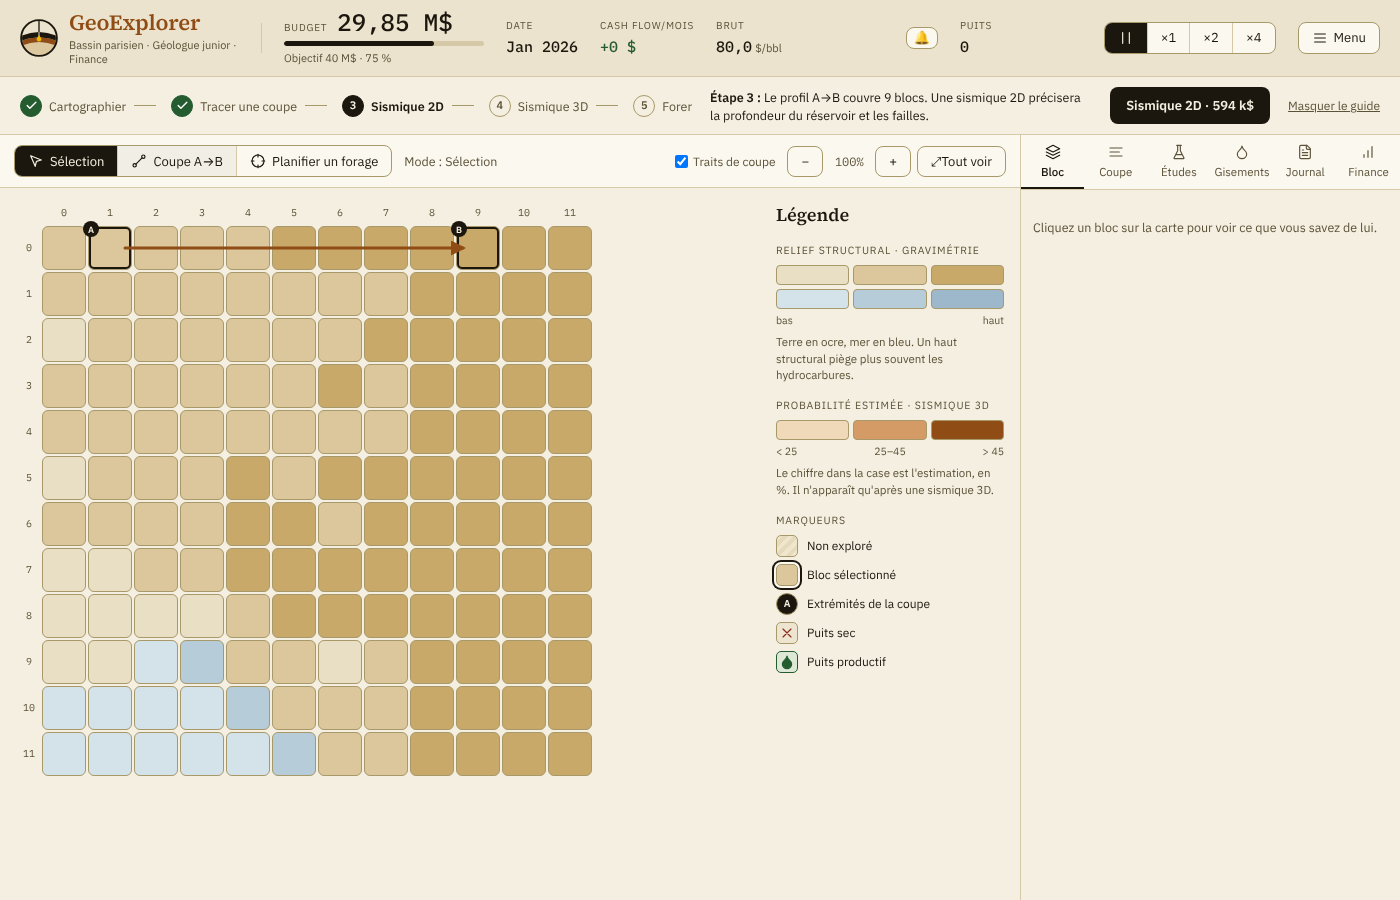 GeoExplorer
Bassin parisien · Géologue junior ·
Finance
BUDGET 29,85 M$
Objectif 40 M$ · 75 %
DATE
Jan 2026
CASH FLOW/MOIS
+0 $
BRUT
80,0 $/bbl
PUITS
0
×1
×2
×4
Menu
Cartographier
Tracer une coupe
3 Sismique 2D
4 Sismique 3D
5 Forer
Étape 3 : Le profil A→B couvre 9 blocs. Une sismique 2D précisera
la profondeur du réservoir et les failles.
Sismique 2D · 594 k$
Masquer le guide
Sélection
Coupe A→B
Planifier un forage
Mode : Sélection
Traits de coupe
−
100%
+
⤢Tout voir
Bloc
Coupe
Études
Gisements
Journal
Finance
Cliquez un bloc sur la carte pour voir ce que vous savez de lui.
0 1 2 3 4 5 6 7 8 9 10 11
A B
0
1
2
3
4
5
6
7
8
9
10
11
Légende
RELIEF STRUCTURAL · GRAVIMÉTRIE
bas haut
Terre en ocre, mer en bleu. Un haut
structural piège plus souvent les
hydrocarbures.
PROBABILITÉ ESTIMÉE · SISMIQUE 3D
< 25 25–45 > 45
Le chiffre dans la case est l'estimation, en
%. Il n'apparaît qu'après une sismique 3D.
MARQUEURS
Non exploré
Bloc sélectionné
A Extrémités de la coupe
Puits sec
Puits productif